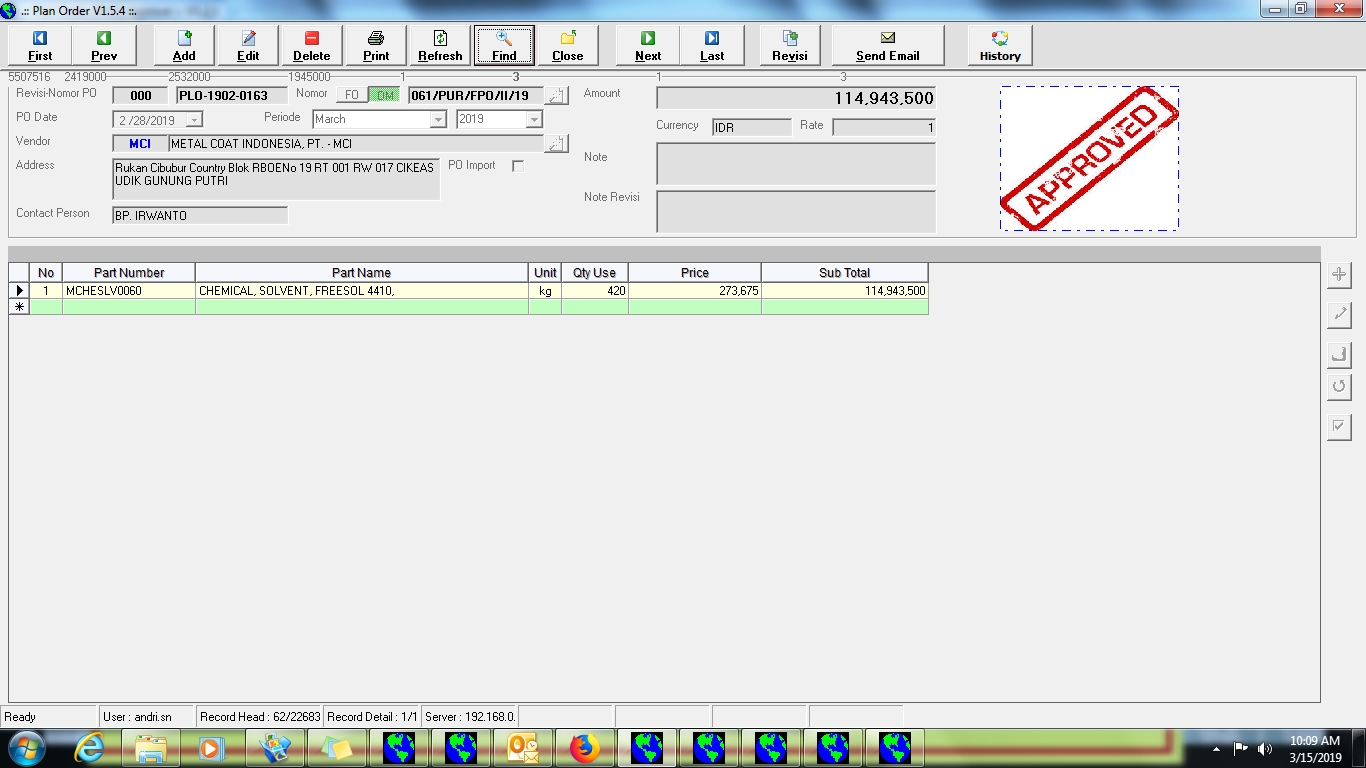 .:: Plan Order V1.5.4 ::.
First Prev Add Edit Delete Print Refresh Find Close Next Last Revisi Send Email History
5507516 2419000 2532000 1945000 1 3 1 3
Revisi-Nomor PO 000 PLO-1902-0163 Nomor FO DM 061/PUR/FPO/II/19 Amount 114,943,500
PO Date 2 /28/2019 Periode March 2019 Currency IDR Rate 1
Vendor MCI METAL COAT INDONESIA, PT. - MCI
Address Rukan Cibubur Country Blok RBOENo 19 RT 001 RW 017 CIKEAS PO Import Note
UDIK GUNUNG PUTRI
Note Revisi
Contact Person BP. IRWANTO
APPROVED
No Part Number Part Name Unit Qty Use Price Sub Total
1 MCHESLV0060 CHEMICAL, SOLVENT, FREESOL 4410, kg 420 273,675 114,943,500
Ready User : andri.sn Record Head : 62/22683 Record Detail : 1/1 Server : 192.168.0.
10:09 AM
3/15/2019